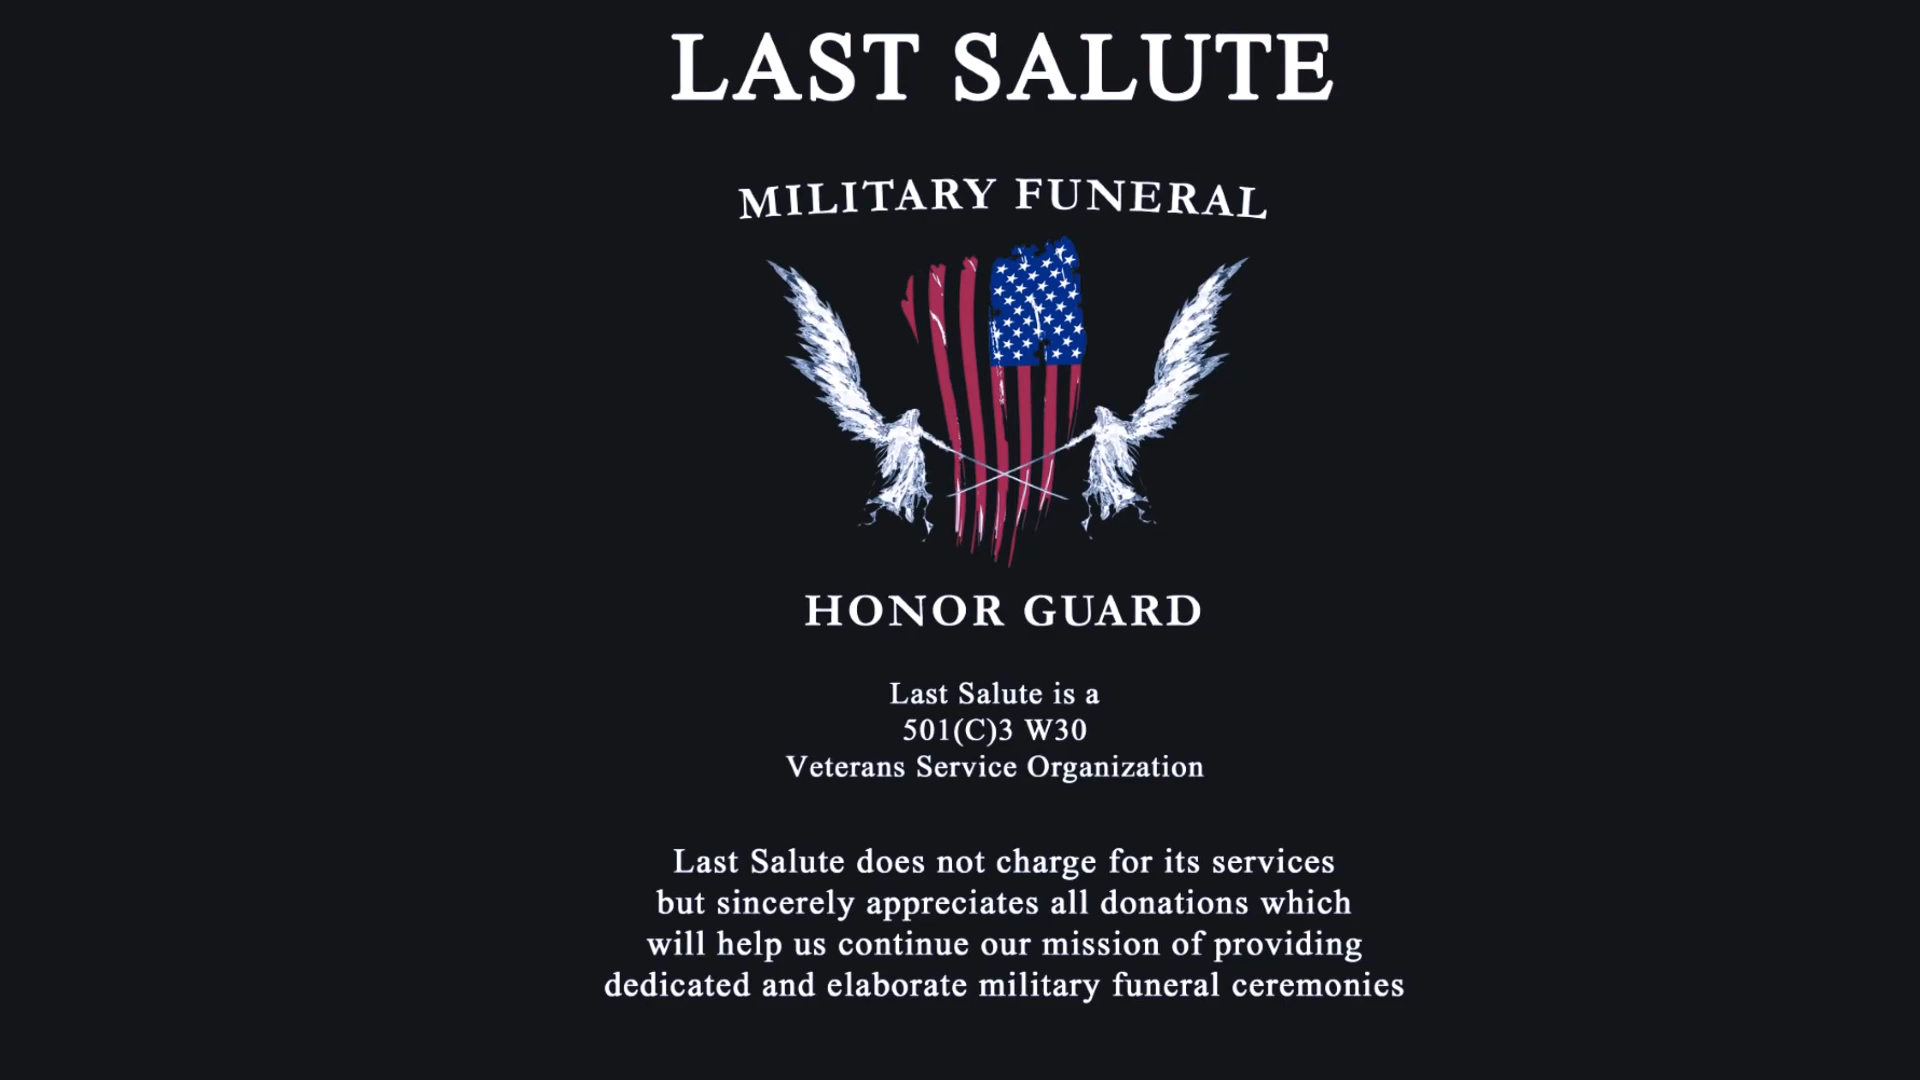 LAST SALUTE
MILITARY FUNERAL
HONOR GUARD
Last Salute is a
501(C)3 W30
Veterans Service Organization
Last Salute does not charge for its services
but sincerely appreciates all donations which
will help us continue our mission of providing
dedicated and elaborate military funeral ceremonies